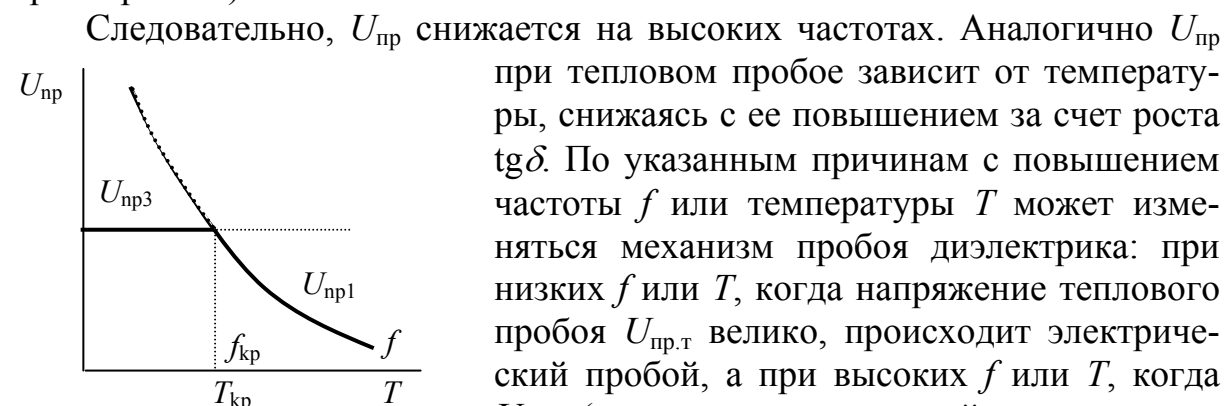 Следовательно, Uпр снижается на высоких частотах. Аналогично Uпр
при тепловом пробое зависит от температу-
ры, снижаясь с ее повышением за счет роста
tgδ. По указанным причинам с повышением
частоты f или температуры T может изме-
няться механизм пробоя диэлектрика: при
низких f или T, когда напряжение теплового
пробоя Uпр.т велико, происходит электриче-
ский пробой, а при высоких f или T, когда
Uпр
Uпр3
Uпр1
fkp
f
Tkp
T